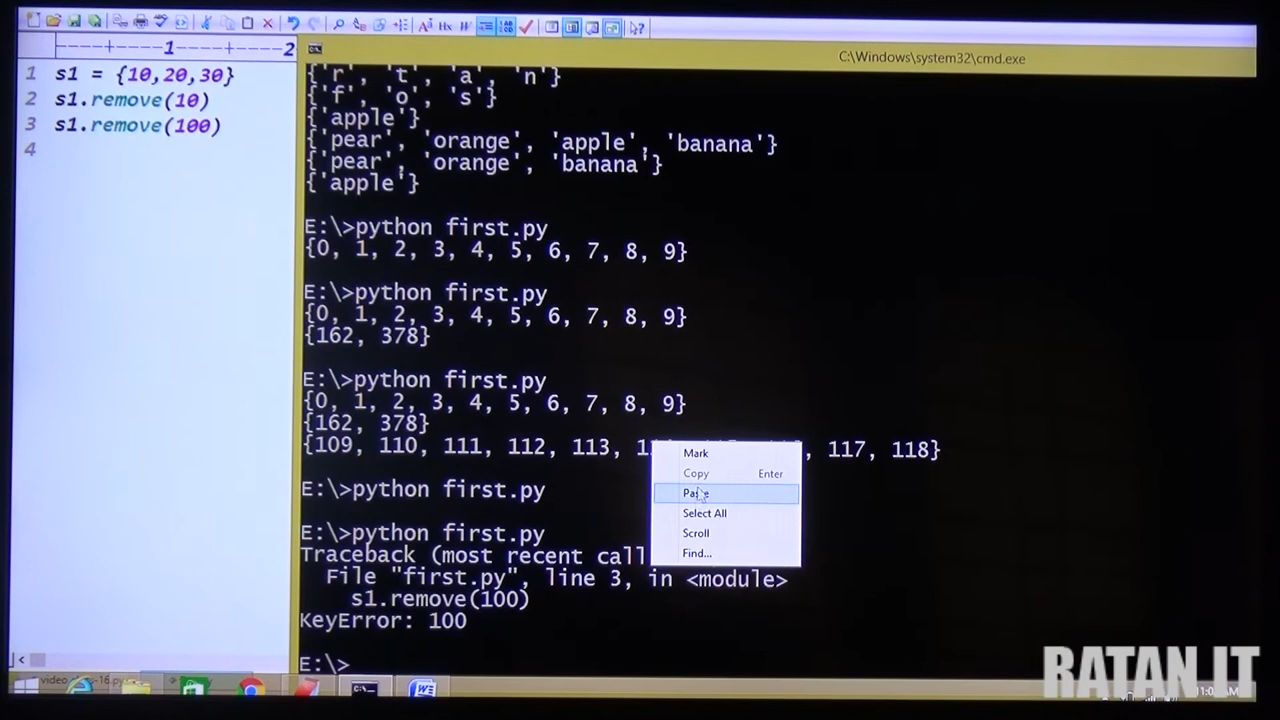 ----+----1----+----2
1 s1 = {10,20,30}
2 s1.remove(10)
3 s1.remove(100)
4
C:\Windows\system32\cmd.exe
{'r', 't', 'a', 'n'}
{'f', 'o', 's'}
{'apple'}
{'pear', 'orange', 'apple', 'banana'}
{'pear', 'orange', 'banana'}
{'apple'}
E:\>python first.py
{0, 1, 2, 3, 4, 5, 6, 7, 8, 9}
E:\>python first.py
{0, 1, 2, 3, 4, 5, 6, 7, 8, 9}
{162, 378}
E:\>python first.py
{0, 1, 2, 3, 4, 5, 6, 7, 8, 9}
{162, 378}
{109, 110, 111, 112, 113, 117, 118}
E:\>python first.py
E:\>python first.py
Traceback (most recent call
File "first.py", line 3, in <module>
s1.remove(100)
KeyError: 100
E:\>
Mark
Copy Enter
Paste
Select All
Scroll
Find...
RATAN IT